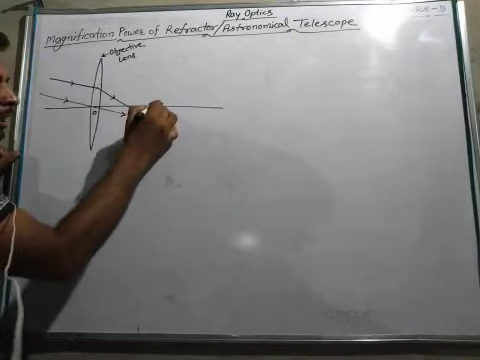 Ray Optics
Magnification Power of Refractor/Astronomical Telescope
Objective
Lens
O